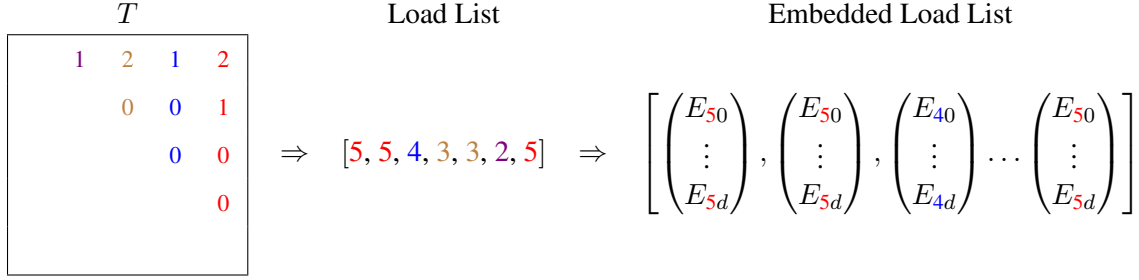 T Load List Embedded Load List
1 2 1 2
0 0 1
0 0
0
⇒ [5, 5, 4, 3, 3, 2, 5] ⇒ [(E50 ⋮ E5d), (E50 ⋮ E5d), (E40 ⋮ E4d) … (E50 ⋮ E5d)]